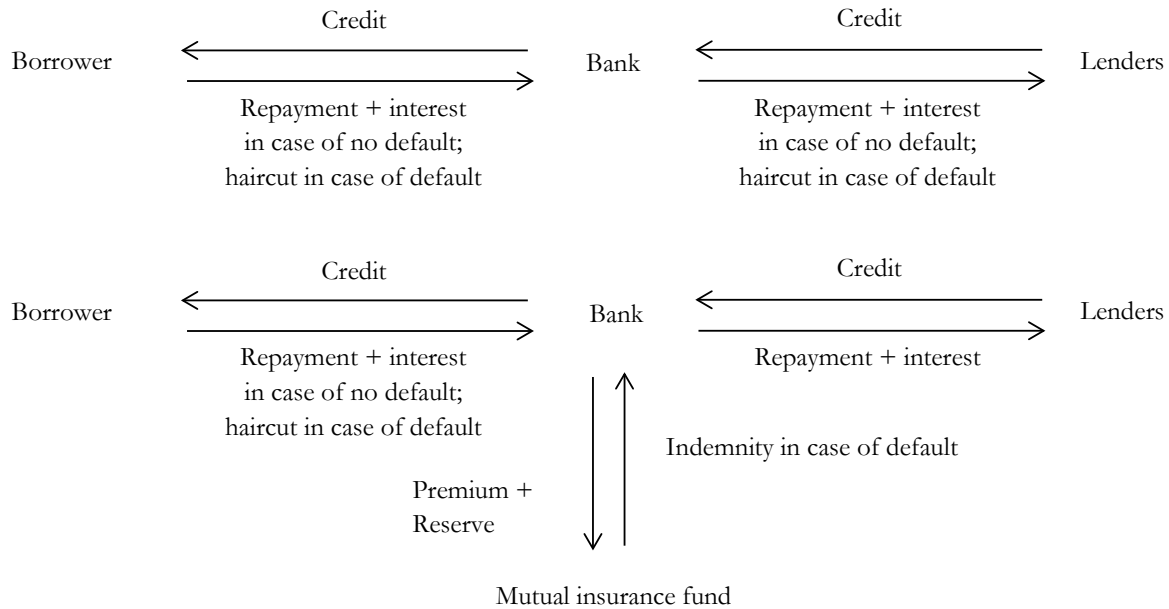 Credit
Credit
Borrower
Bank
Lenders
Repayment + interest
in case of no default;
haircut in case of default
Repayment + interest
in case of no default;
haircut in case of default
Credit
Credit
Borrower
Bank
Lenders
Repayment + interest
in case of no default;
haircut in case of default
Repayment + interest
Indemnity in case of default
Premium +
Reserve
Mutual insurance fund